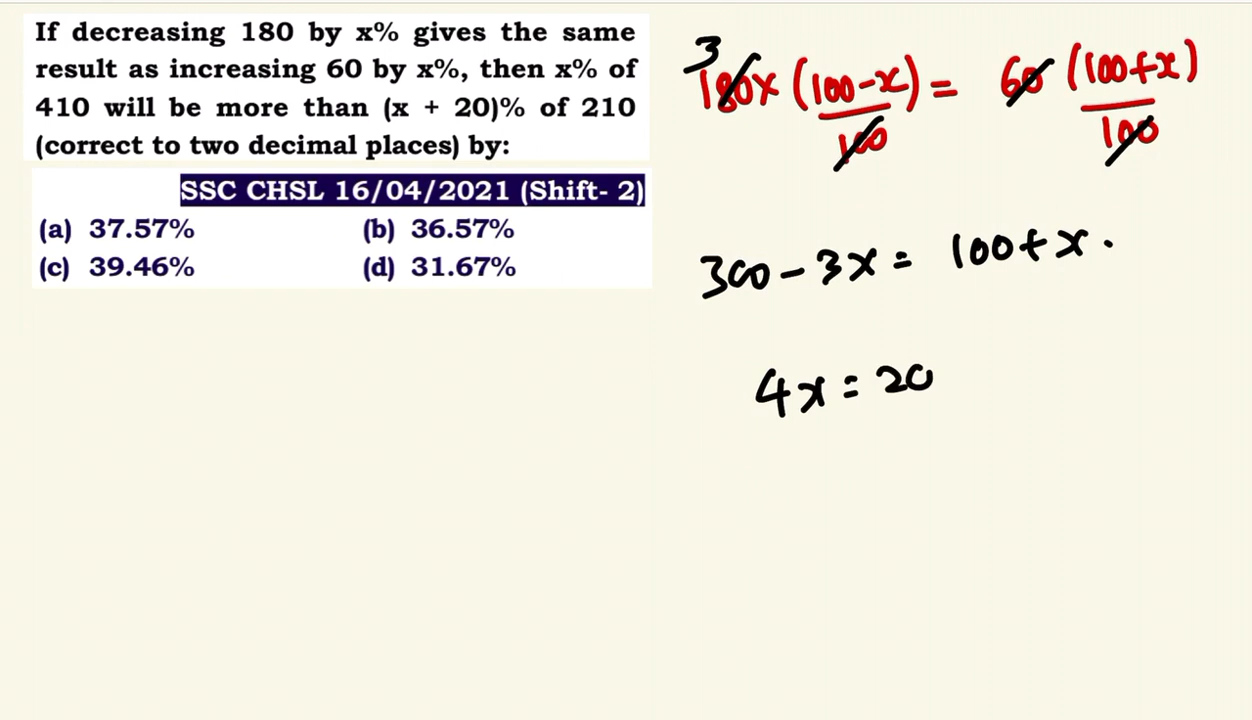 If decreasing 180 by x% gives the same
result as increasing 60 by x%, then x% of
410 will be more than (x + 20)% of 210
(correct to two decimal places) by:
SSC CHSL 16/04/2021 (Shift- 2)
(a) 37.57% (b) 36.57%
(c) 39.46% (d) 31.67%
3
180x (100-x)/100 = 60 (100+x)/100
300 - 3x = 100 + x .
4x = 20